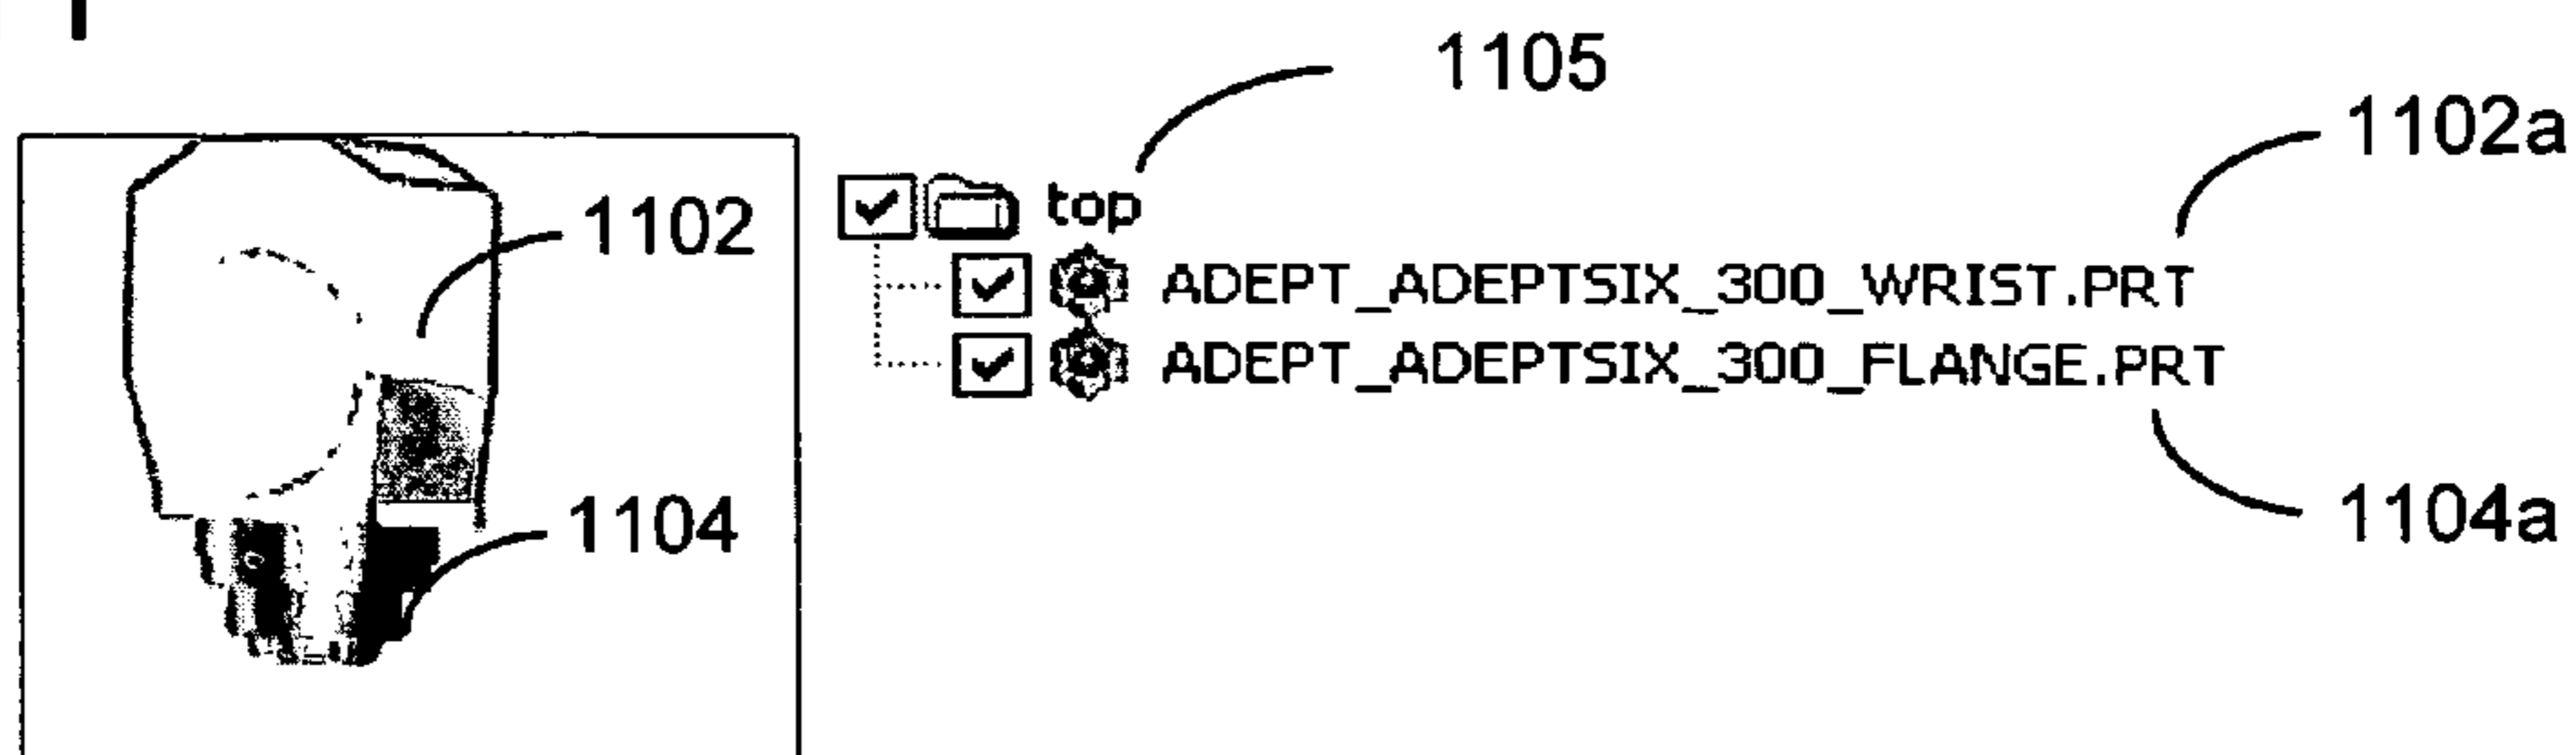 1105
1102a
1102
top
ADEPT_ADEPTSIX_300_WRIST.PRT
ADEPT_ADEPTSIX_300_FLANGE.PRT
1104
1104a